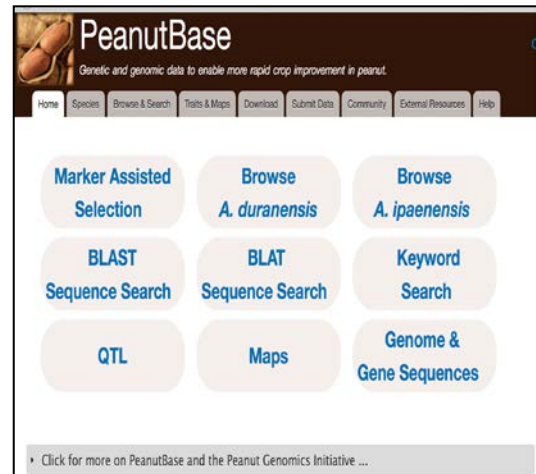 PeanutBase
Genetic and genomic data to enable more rapid crop improvement in peanut.
Home Species Browse & Search Traits & Maps Download Submit Data Community External Resources Help
Marker Assisted Browse Browse
Selection A. duranensis A. ipaenensis
BLAST BLAT Keyword
Sequence Search Sequence Search Search
QTL Maps Genome &
Gene Sequences
Click for more on PeanutBase and the Peanut Genomics Initiative ...